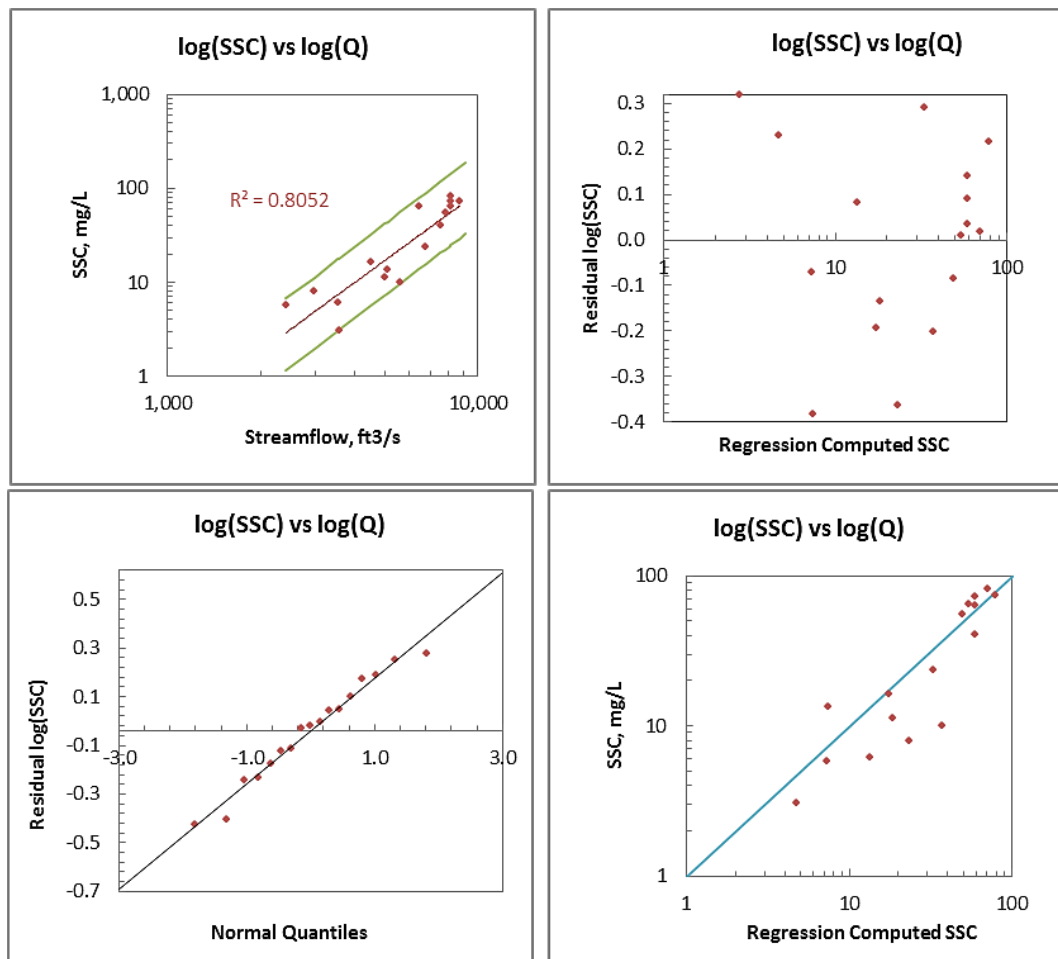 log(SSC) vs log(Q)
1,000
100
10
1
SSC, mg/L
R² = 0.8052
1,000
10,000
Streamflow, ft3/s
log(SSC) vs log(Q)
0.3
0.2
0.1
0.0
-0.1
-0.2
-0.3
-0.4
Residual log(SSC)
1
10
100
Regression Computed SSC
log(SSC) vs log(Q)
0.5
0.3
0.1
-0.1
-0.3
-0.5
-0.7
Residual log(SSC)
-3.0
-1.0
1.0
3.0
Normal Quantiles
log(SSC) vs log(Q)
100
10
1
SSC, mg/L
1
10
100
Regression Computed SSC